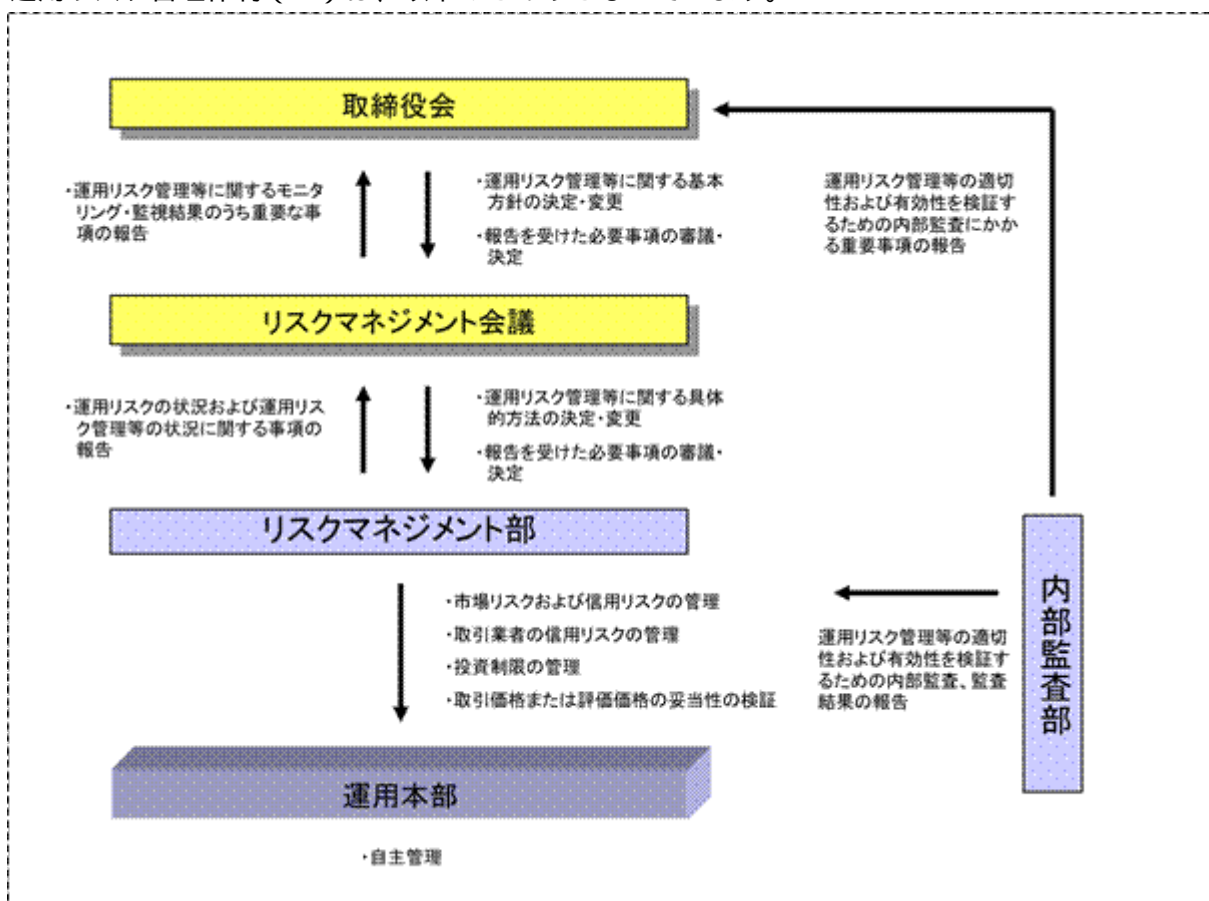 取締役会
・運用リスク管理等に関するモニタ
リング・監視結果のうち重要な事
項の報告
・運用リスク管理等に関する基本
方針の決定・変更
・報告を受けた必要事項の審議・
決定
運用リスク管理等の適切
性および有効性を検証す
るための内部監査にかか
る重要事項の報告
リスクマネジメント会議
・運用リスクの状況および運用リス
ク管理等の状況に関する事項の
報告
・運用リスク管理等に関する具体
的方法の決定・変更
・報告を受けた必要事項の審議・
決定
リスクマネジメント部
・市場リスクおよび信用リスクの管理
・取引業者の信用リスクの管理
・投資制限の管理
・取引価格または評価価格の妥当性の検証
運用リスク管理等の適切
性および有効性を検証す
るための内部監査、監査
結果の報告
内部監査部
運用本部
・自主管理